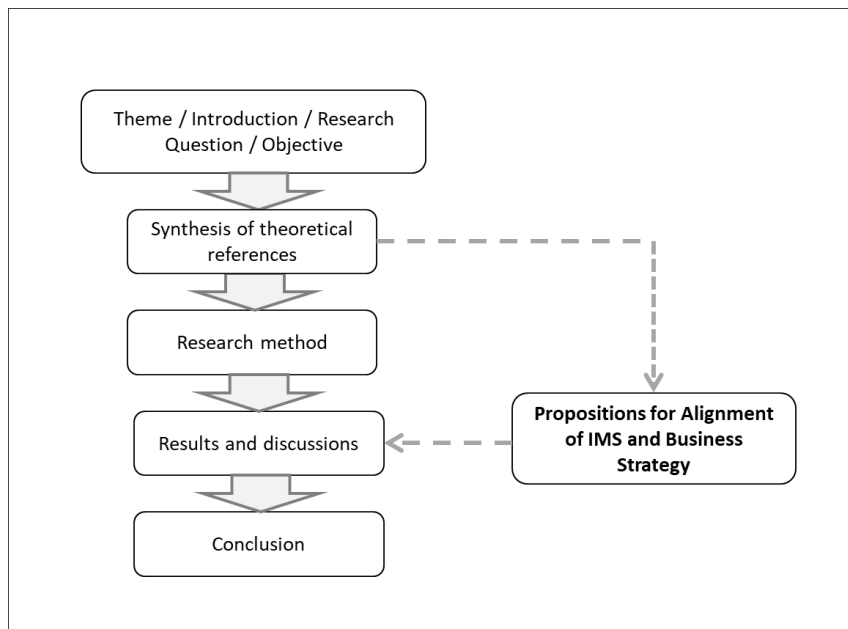 Theme / Introduction / Research
Question / Objective
Synthesis of theoretical
references
Research method
Results and discussions
Propositions for Alignment
of IMS and Business
Strategy
Conclusion